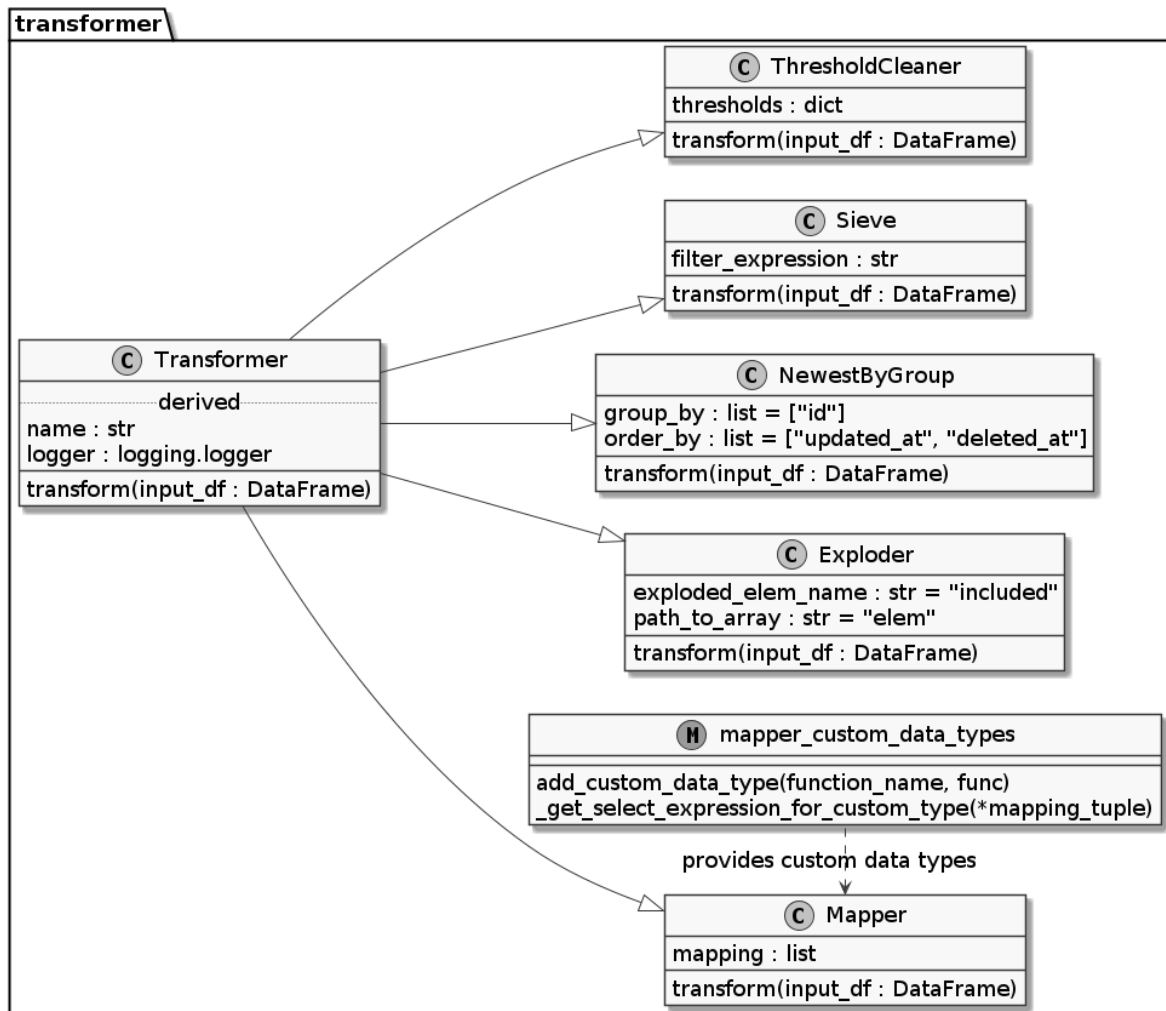 transformer
C ThresholdCleaner
thresholds : dict
transform(input_df : DataFrame)
C Sieve
filter_expression : str
transform(input_df : DataFrame)
C Transformer
derived
name : str
logger : logging.logger
transform(input_df : DataFrame)
C NewestByGroup
group_by : list = ["id"]
order_by : list = ["updated_at", "deleted_at"]
transform(input_df : DataFrame)
C Exploder
exploded_elem_name : str = "included"
path_to_array : str = "elem"
transform(input_df : DataFrame)
M mapper_custom_data_types
add_custom_data_type(function_name, func)
_get_select_expression_for_custom_type(*mapping_tuple)
provides custom data types
C Mapper
mapping : list
transform(input_df : DataFrame)